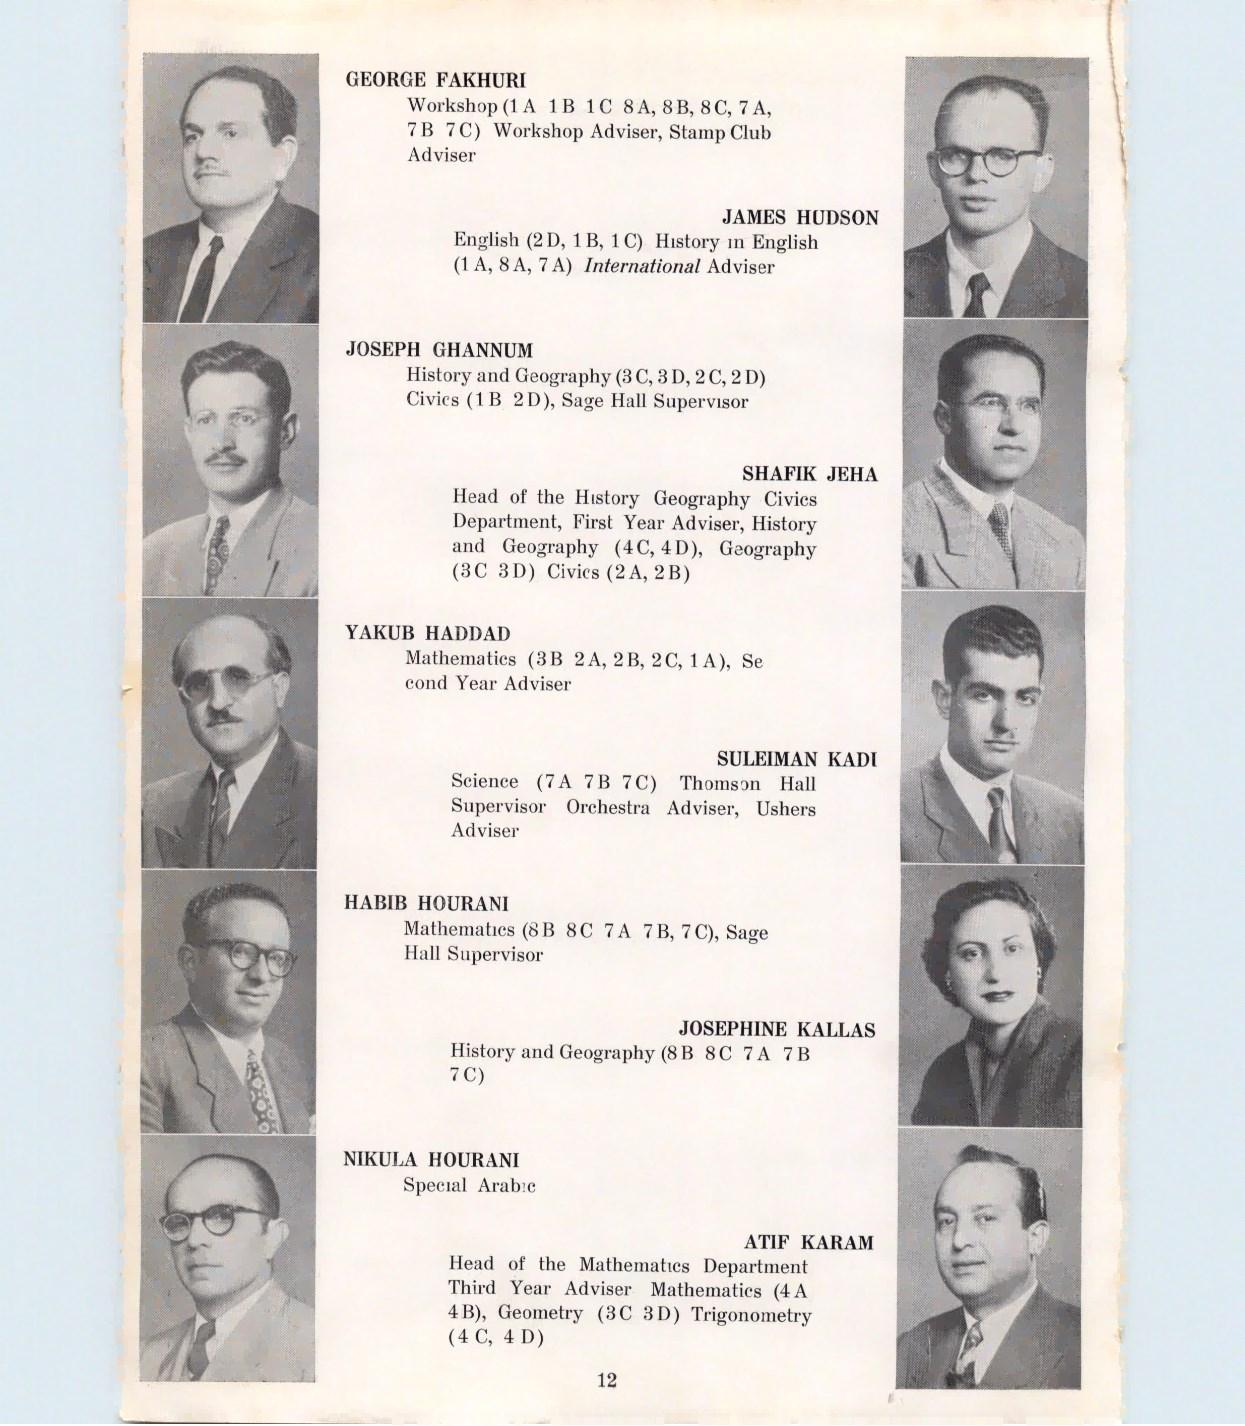 GEORGE FAKHURI
Workshop (1 A 1 B 1 C 8 A, 8 B, 8 C, 7 A,
7 B 7 C) Workshop Adviser, Stamp Club
Adviser
JAMES HUDSON
English (2 D, 1 B, 1 C) History in English
(1 A, 8 A, 7 A) International Adviser
JOSEPH GHANNUM
History and Geography (3 C, 3 D, 2 C, 2 D)
Civics (1 B 2 D), Sage Hall Supervisor
SHAFIK JEHA
Head of the History Geography Civics
Department, First Year Adviser, History
and Geography (4 C, 4 D), Geography
(3 C 3 D) Civics (2 A, 2 B)
YAKUB HADDAD
Mathematics (3 B 2 A, 2 B, 2 C, 1 A), Se
cond Year Adviser
SULEIMAN KADI
Science (7 A 7 B 7 C) Thomson Hall
Supervisor Orchestra Adviser, Ushers
Adviser
HABIB HOURANI
Mathematics (8 B 8 C 7 A 7 B, 7 C), Sage
Hall Supervisor
JOSEPHINE KALLAS
History and Geography (8 B 8 C 7 A 7 B
7 C)
NIKULA HOURANI
Special Arabic
ATIF KARAM
Head of the Mathematics Department
Third Year Adviser Mathematics (4 A
4 B), Geometry (3 C 3 D) Trigonometry
(4 C, 4 D)
12